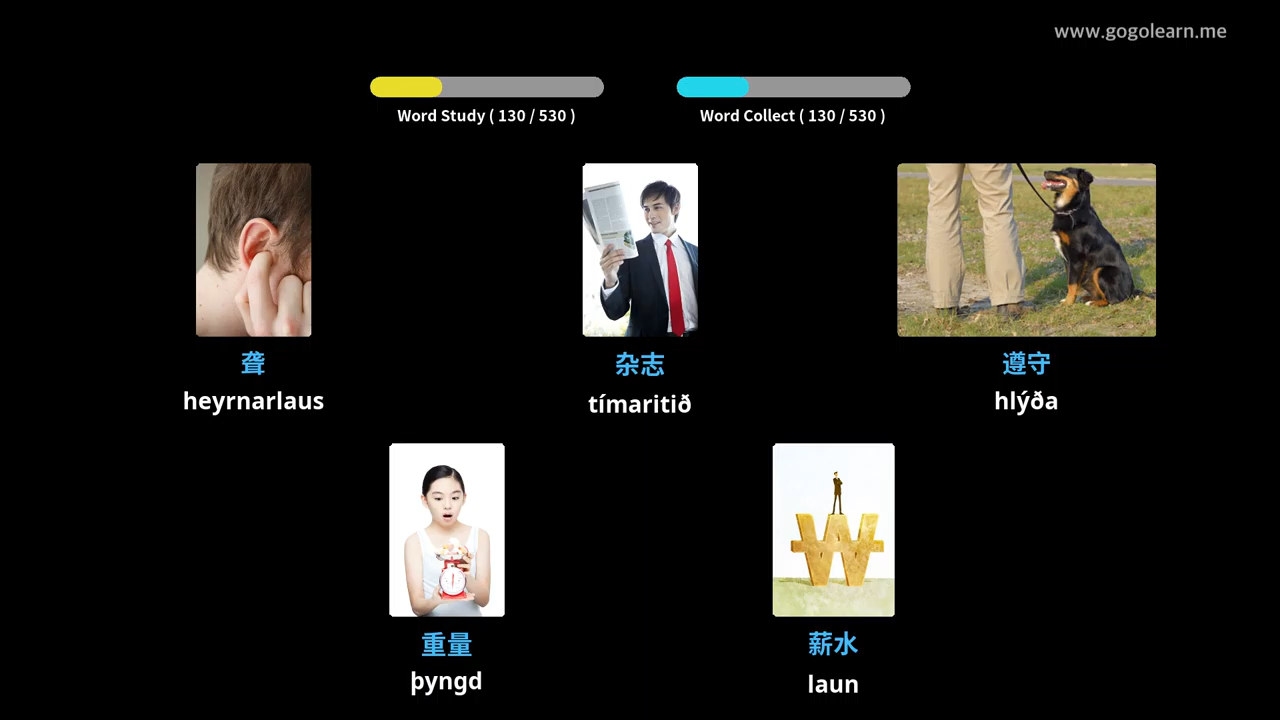 www.gogolearn.me
Word Study ( 130 / 530 )
Word Collect ( 130 / 530 )
聋
heyrnarlaus
杂志
tímaritið
遵守
hlýða
重量
þyngd
薪水
laun